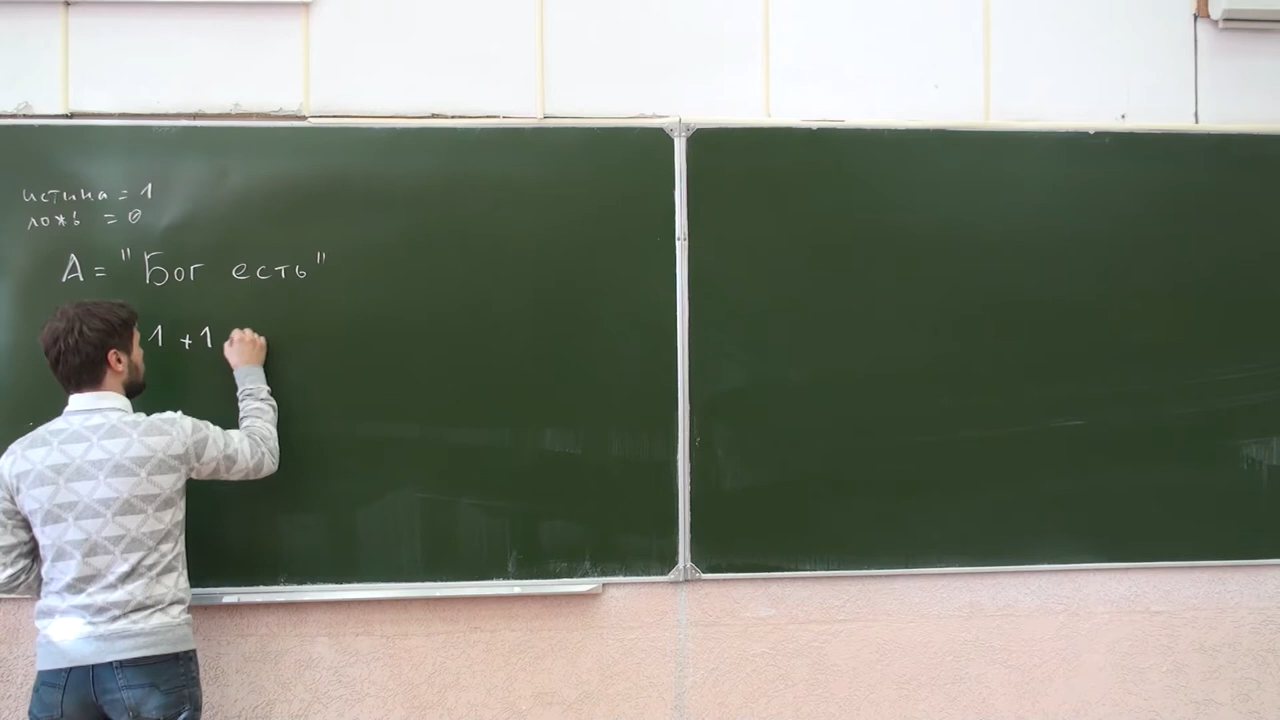 истина = 1
ложь = 0
A = "Бог есть"
1 + 1